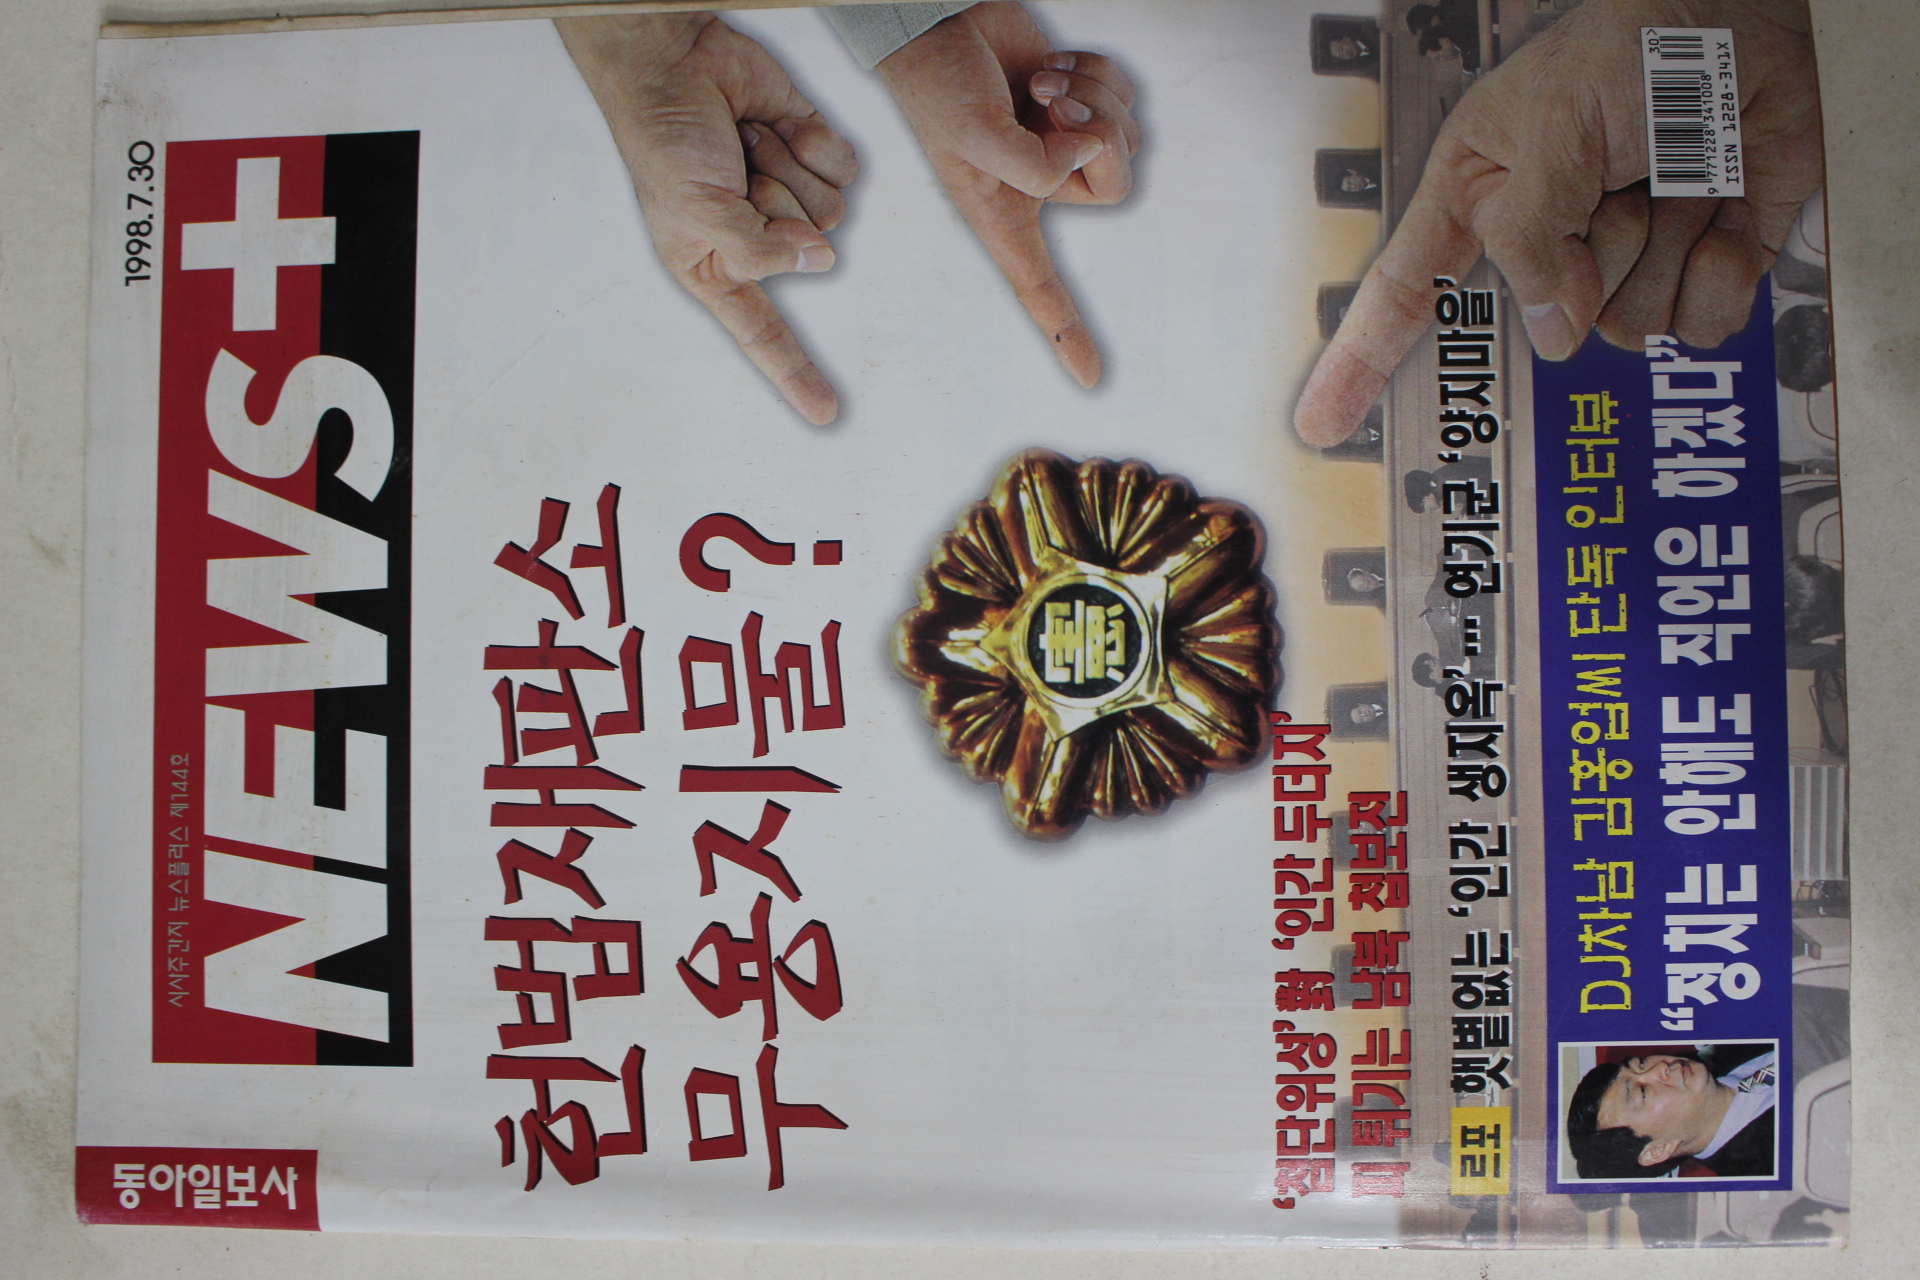 동아일보사
1998.7.30
시사주간지 뉴스플러스 제144호
NEWS+
헌법재판소
무용지물?
憲
‘첨단위성’ 對 ‘인간 두더지’
피 튀기는 남북 첩보전
르포 햇볕없는 ‘인간 생지옥’… 연기군 ‘양지마을’
DJ차남 김홍업씨 단독 인터뷰
“정치는 안해도 직언은 하겠다”
30>
9 771228 341008
ISSN 1228-341X